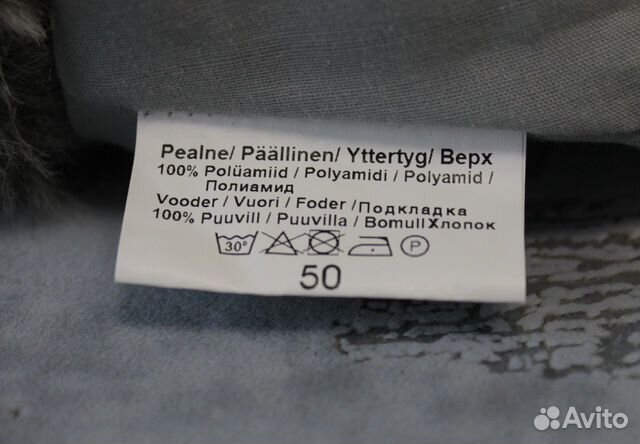 Pealne/ Päällinen/ Yttertyg/ Верх
100% Polüamiid / Polyamidi / Polyamid /
Полиамид
Vooder / Vuori / Foder / Подкладка
100% Puuvill / Puuvilla / Bomull Хлопок
30° P
50
Avito